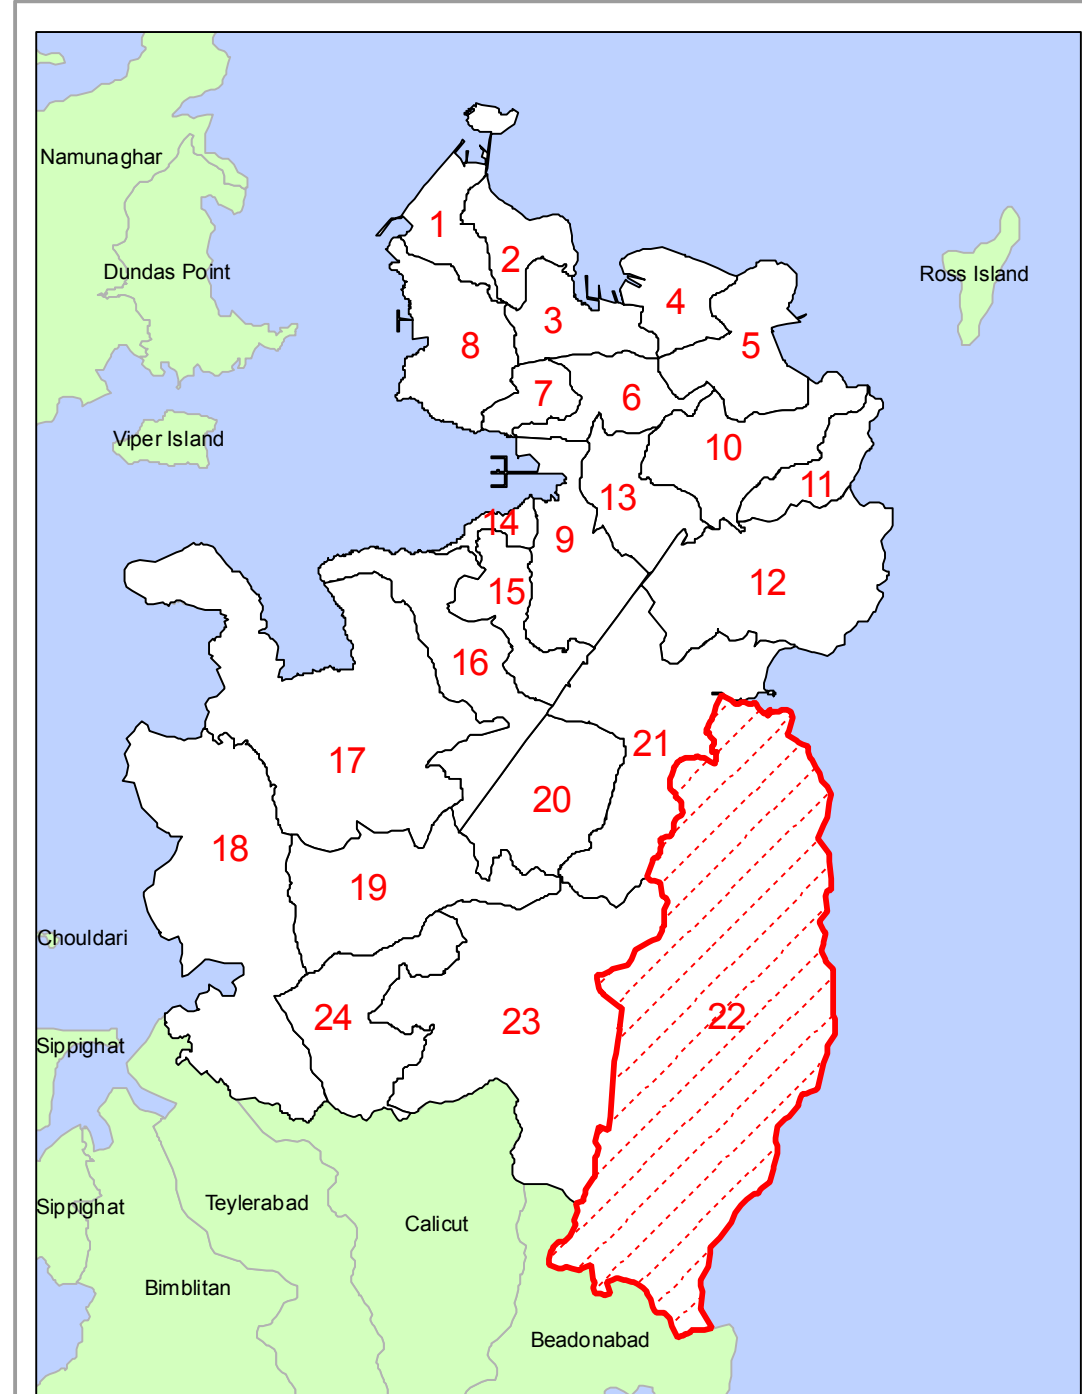 Namunaghar
1
2
Dundas Point
Ross Island
4
3
5
8
7
6
Viper Island
10
11
13
14
9
12
15
16
21
17
20
18
19
Chouldari
22
24
23
Sippighat
Teylerabad
Sippighat
Calicut
Bimblitan
Beadonabad